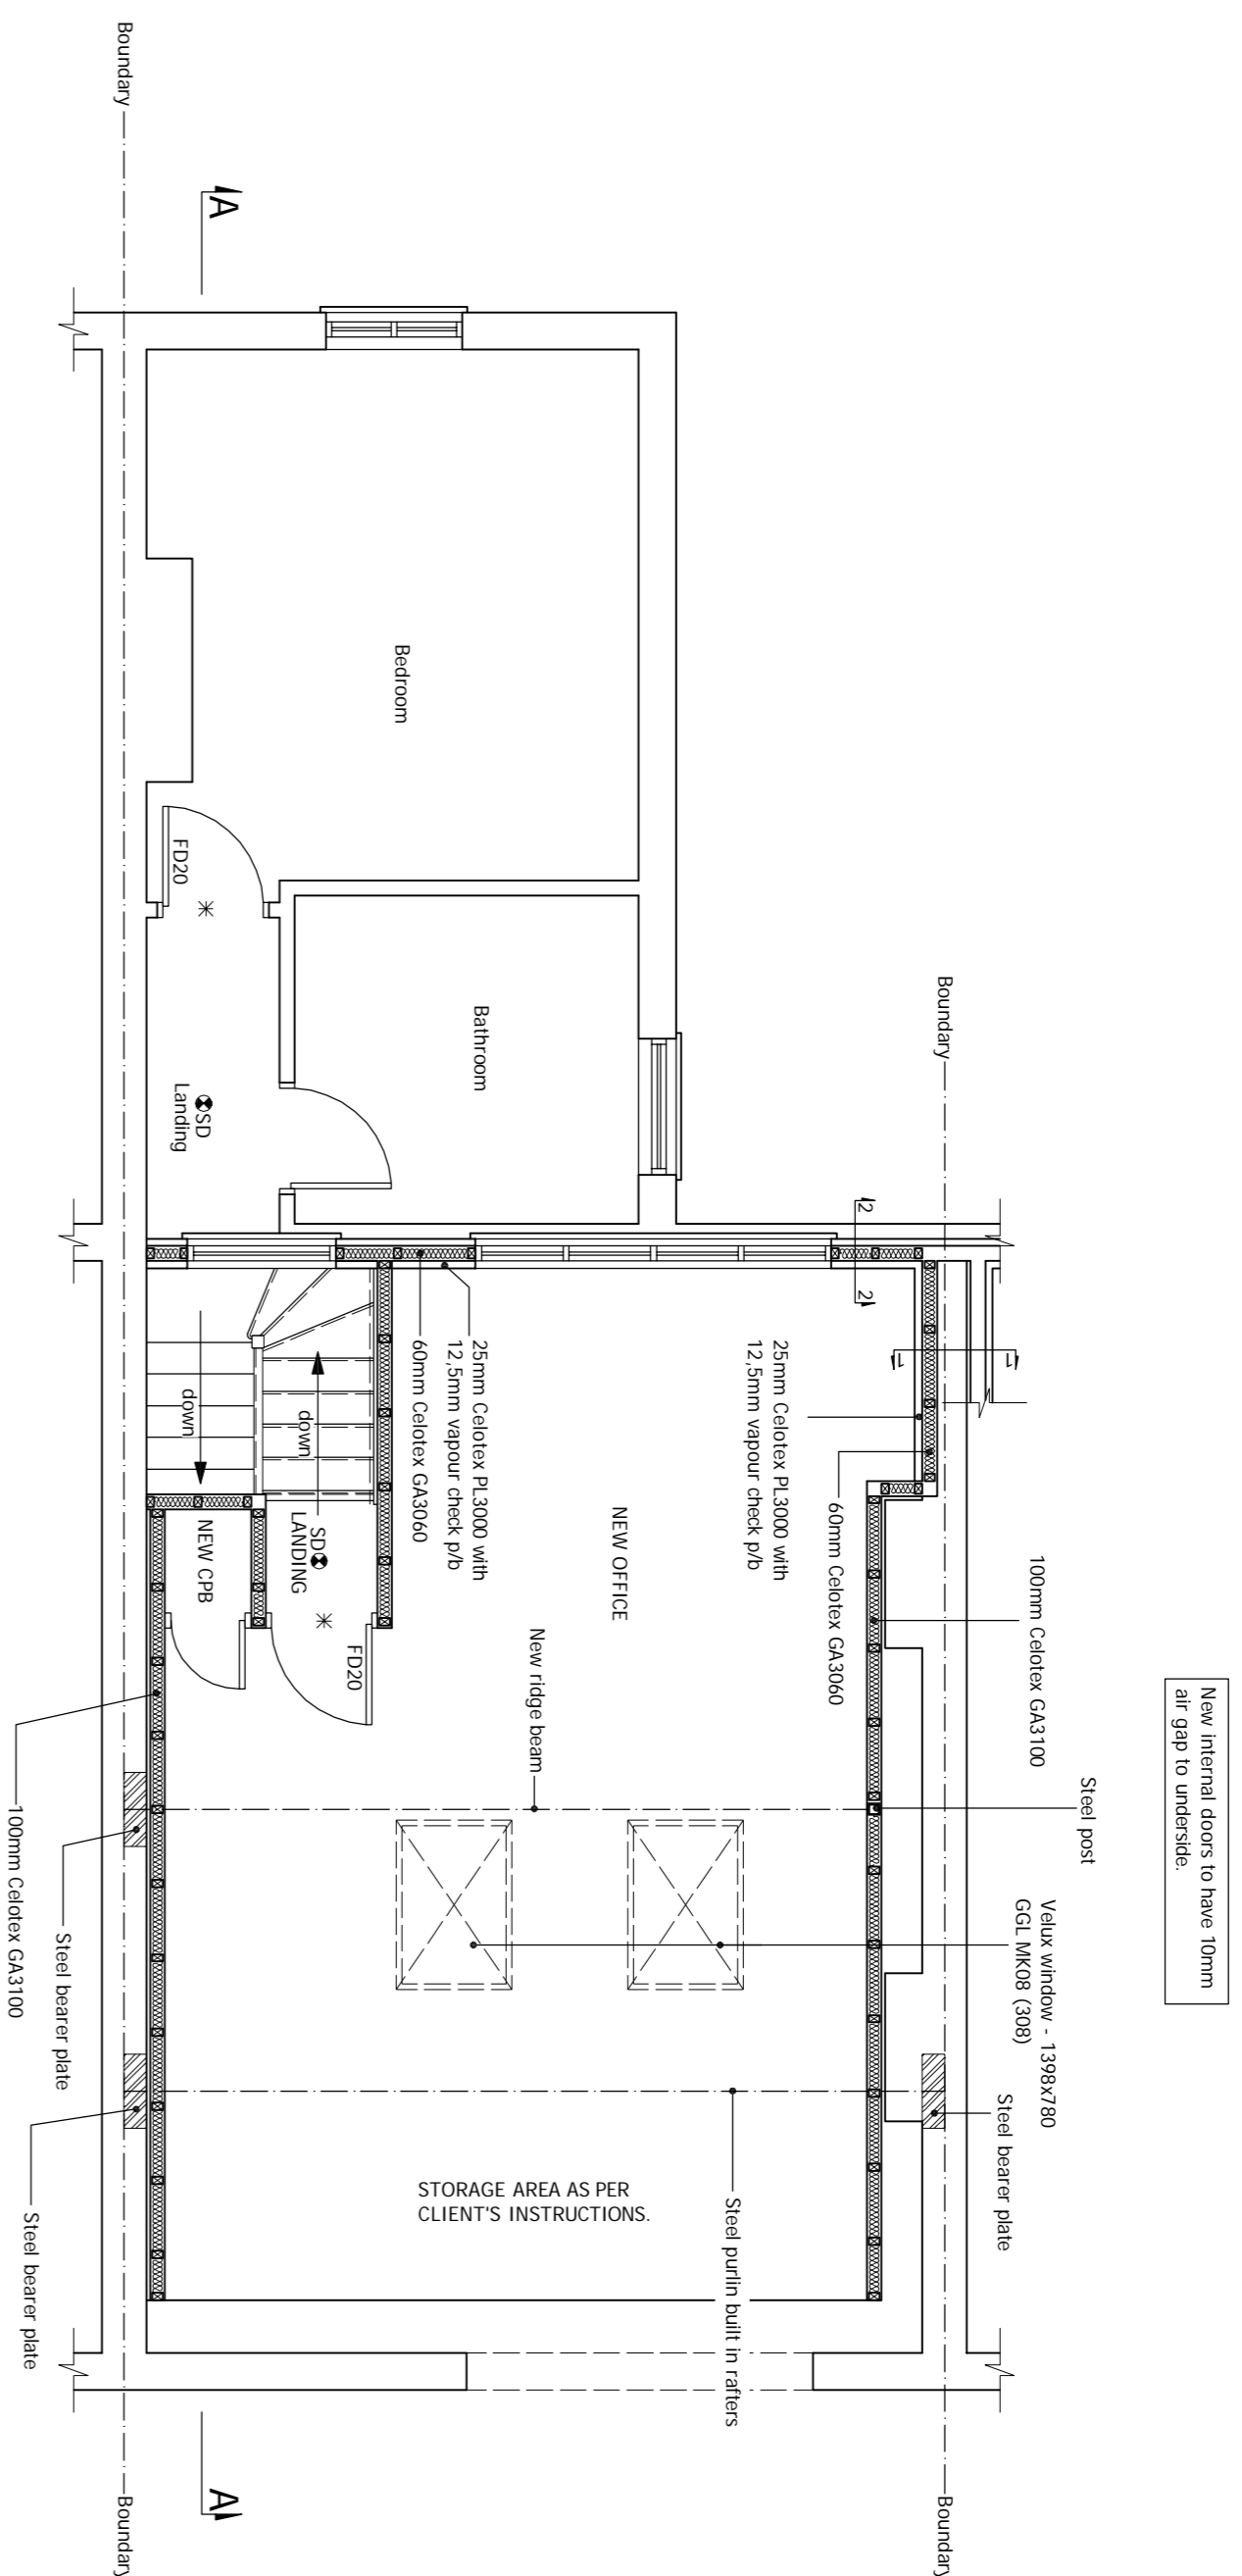 New internal doors to have 10mm
air gap to underside.
Boundary
Boundary
A
Bedroom
FD20
Bathroom
SD
Landing
2
2
1
1
25mm Celotex PL3000 with
12,5mm vapour check p/b
60mm Celotex GA3060
100mm Celotex GA3100
Steel post
Velux window - 1398x780
GGL MK08 (308)
Steel bearer plate
25mm Celotex PL3000 with
12,5mm vapour check p/b
60mm Celotex GA3060
NEW OFFICE
down
down
SD
LANDING
NEW CPB
FD20
New ridge beam
Steel purlin built in rafters
STORAGE AREA AS PER
CLIENT'S INSTRUCTIONS.
100mm Celotex GA3100
Steel bearer plate
Steel bearer plate
A
Boundary
Boundary